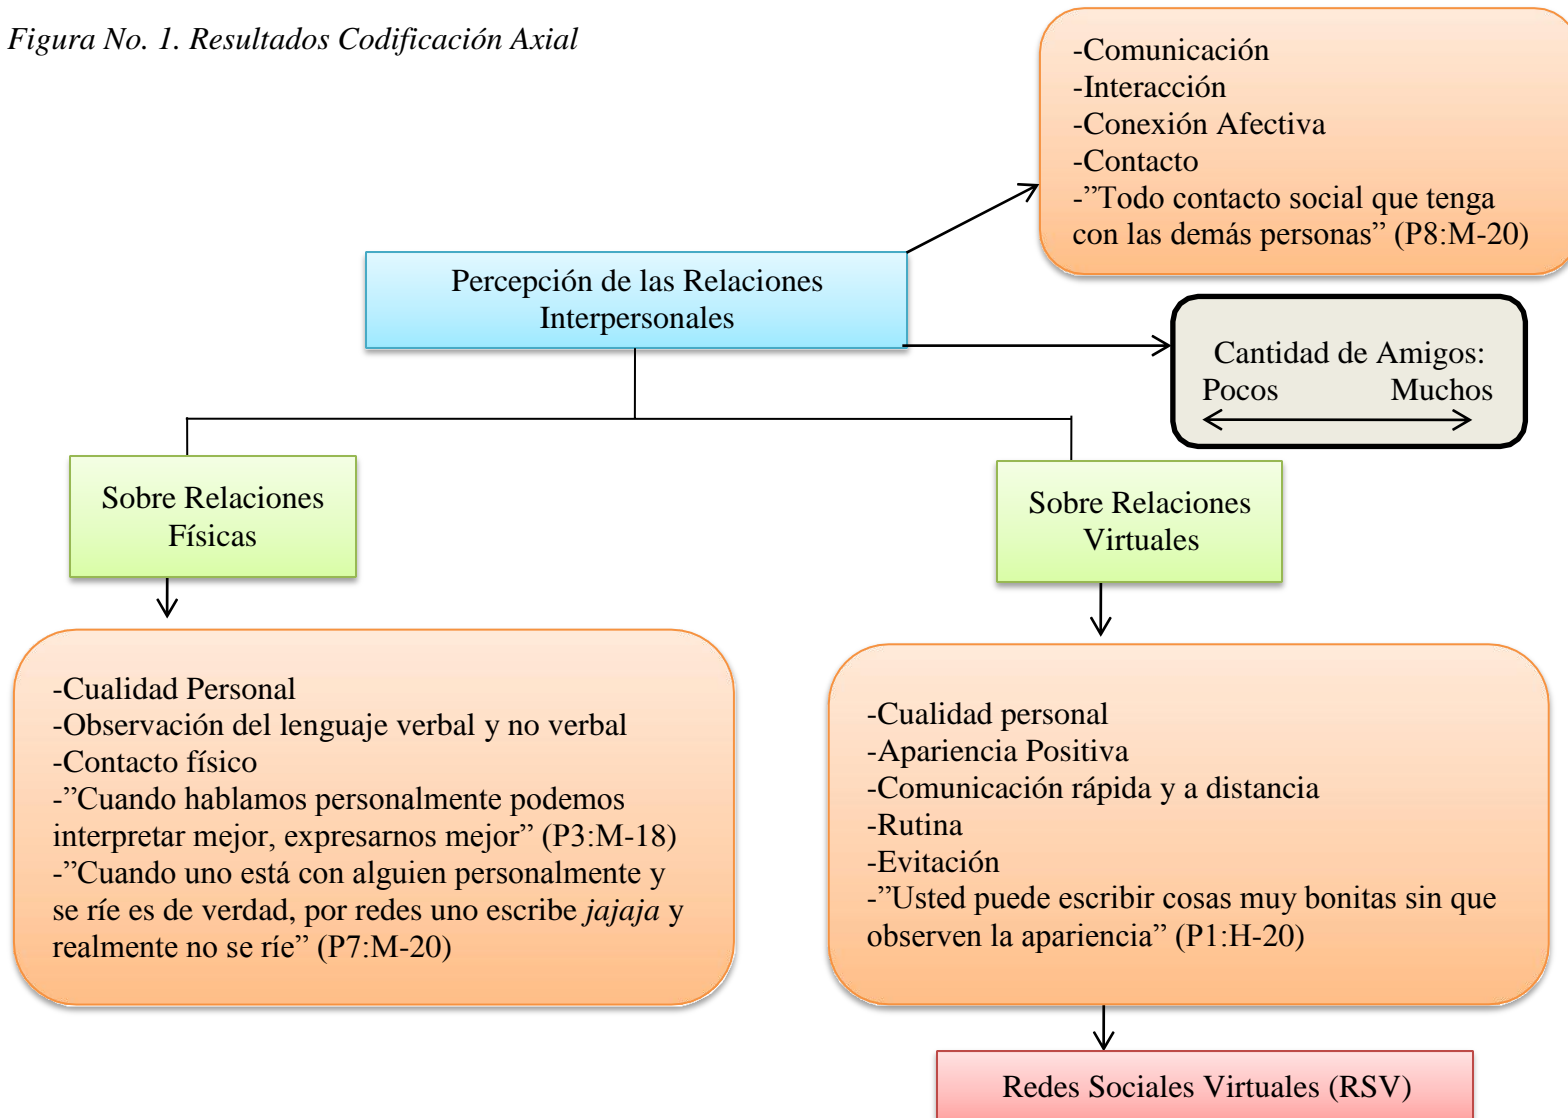 Figura No. 1. Resultados Codificación Axial
-Comunicación
-Interacción
-Conexión Afectiva
-Contacto
-”Todo contacto social que tenga
con las demás personas” (P8:M-20)
Percepción de las Relaciones
Interpersonales
Cantidad de Amigos:
Pocos Muchos
Sobre Relaciones
Físicas
Sobre Relaciones
Virtuales
-Cualidad Personal
-Observación del lenguaje verbal y no verbal
-Contacto físico
-”Cuando hablamos personalmente podemos
interpretar mejor, expresarnos mejor” (P3:M-18)
-”Cuando uno está con alguien personalmente y
se ríe es de verdad, por redes uno escribe jajaja y
realmente no se ríe” (P7:M-20)
-Cualidad personal
-Apariencia Positiva
-Comunicación rápida y a distancia
-Rutina
-Evitación
-”Usted puede escribir cosas muy bonitas sin que
observen la apariencia” (P1:H-20)
Redes Sociales Virtuales (RSV)